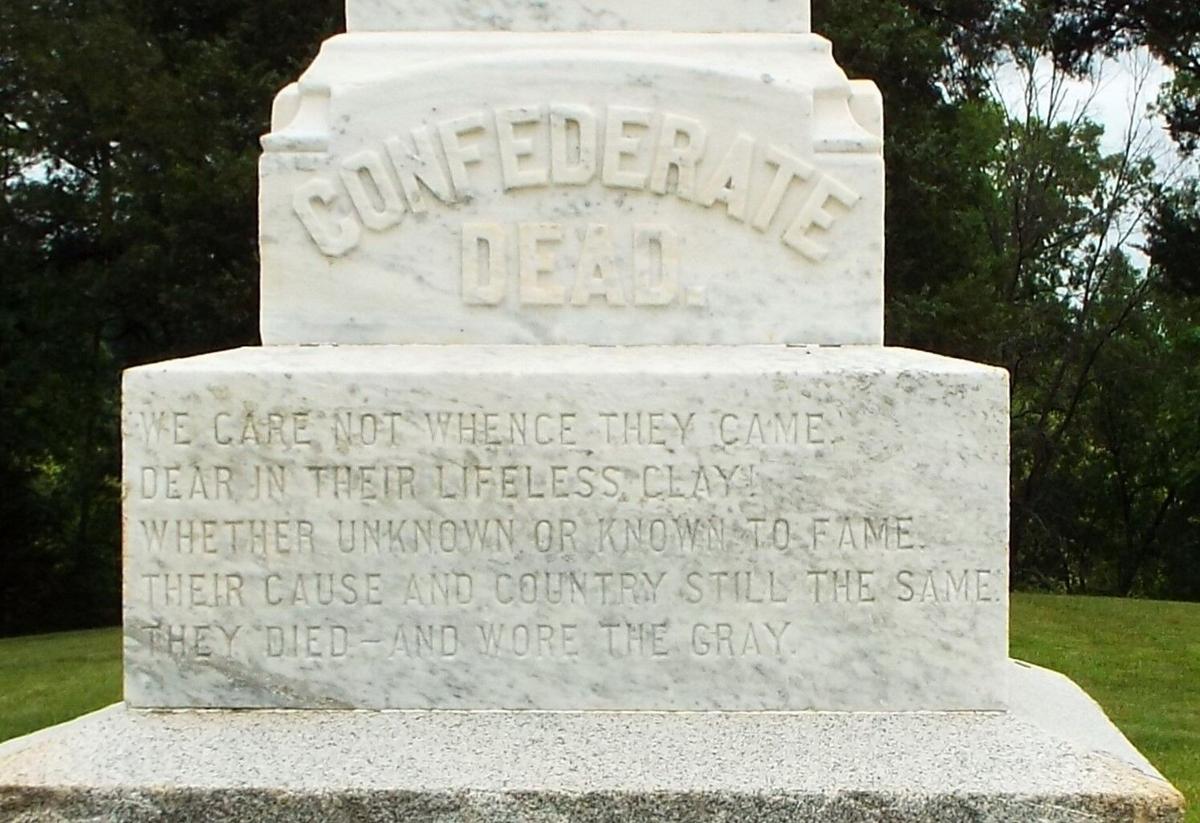 CONFEDERATE
DEAD.
WE CARE NOT WHENCE THEY CAME,
DEAR IN THEIR LIFELESS CLAY!
WHETHER UNKNOWN OR KNOWN TO FAME.
THEIR CAUSE AND COUNTRY STILL THE SAME.
THEY DIED–AND WORE THE GRAY.